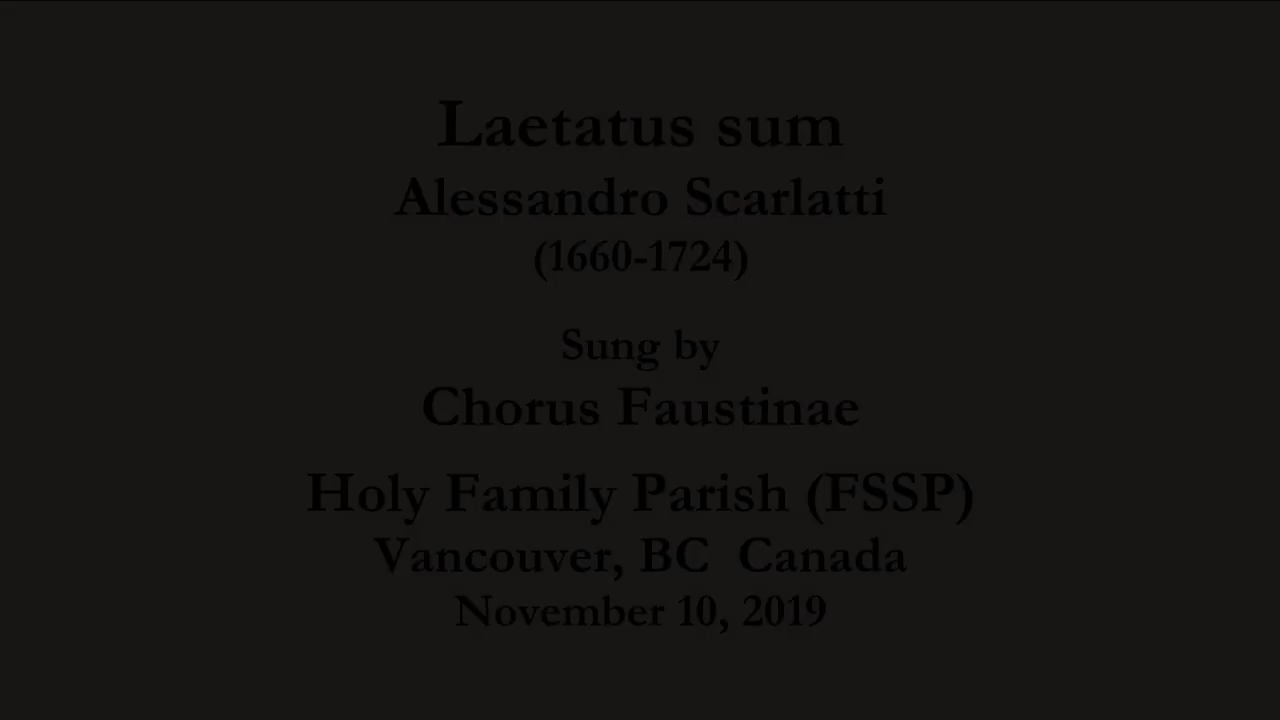 Laetatus sum
Alessandro Scarlatti
(1660-1724)
Sung by
Chorus Faustinae
Holy Family Parish (FSSP)
Vancouver, BC  Canada
November 10, 2019